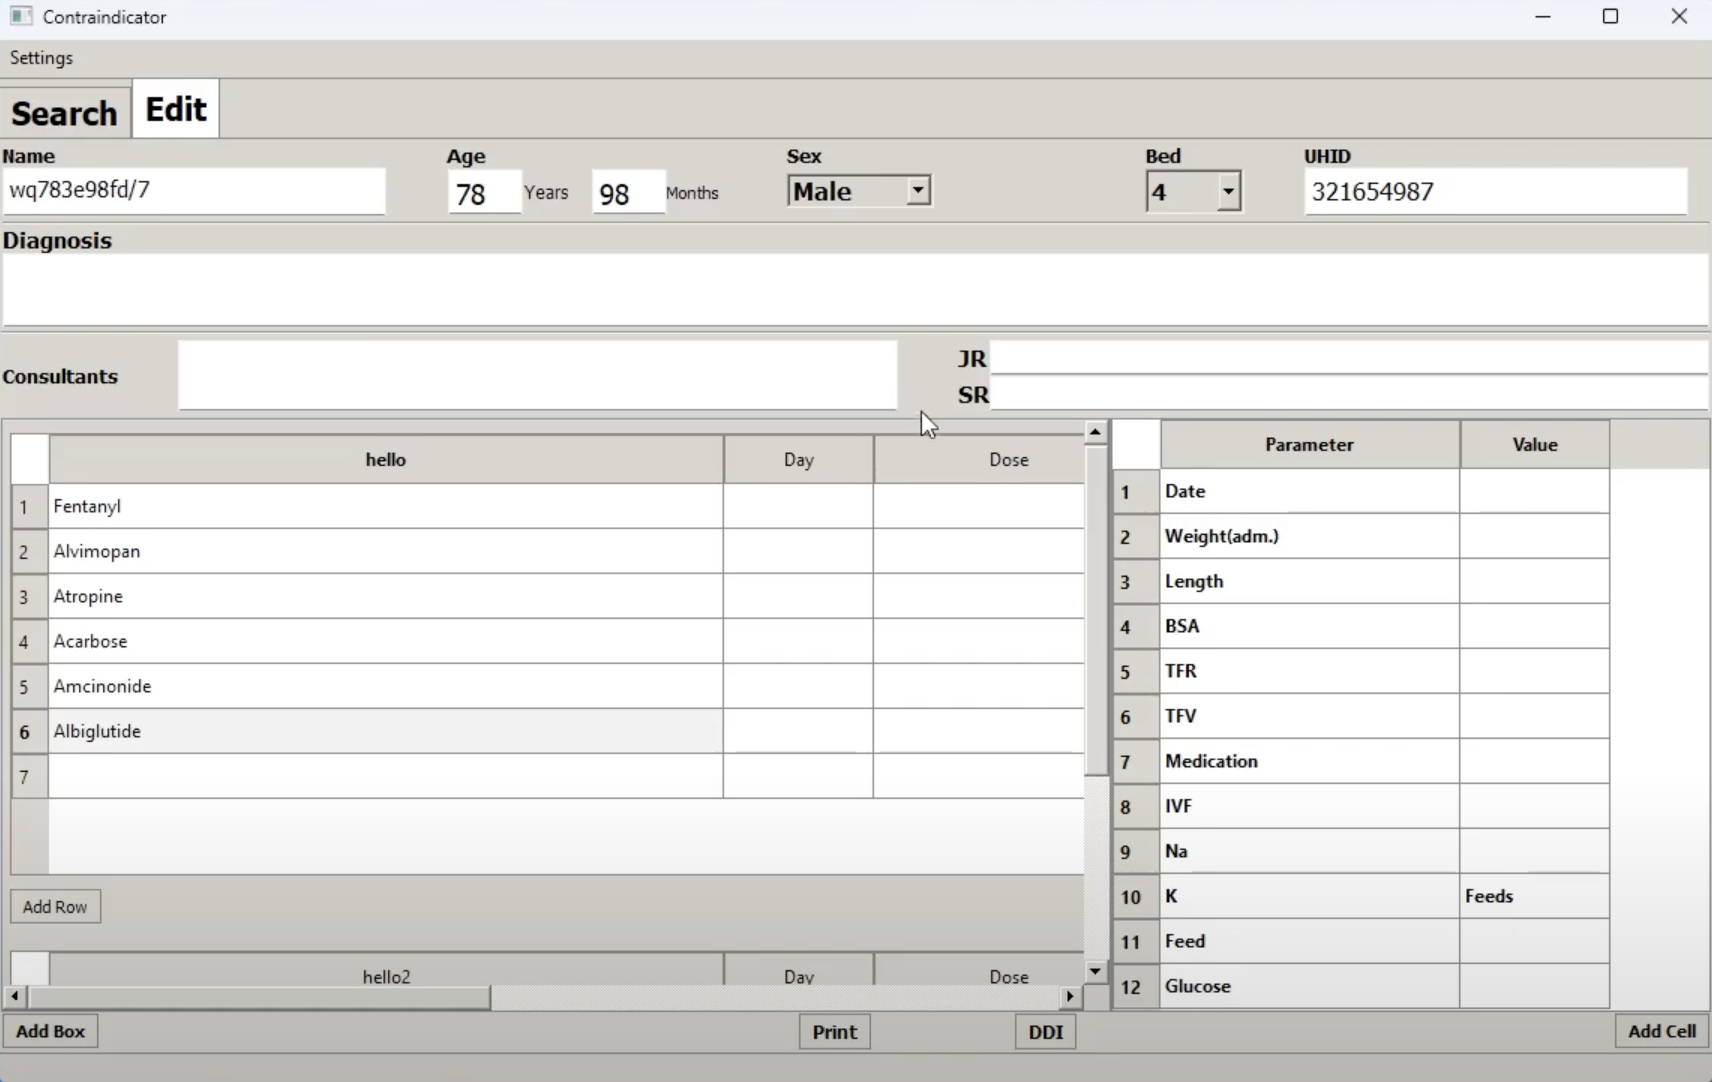 Contraindicator
Settings
Search Edit
Name Age Sex Bed UHID
wq783e98fd/7 78 Years 98 Months Male 4 321654987
Diagnosis
Consultants
JR
SR
hello Day Dose
1 Fentanyl
2 Alvimopan
3 Atropine
4 Acarbose
5 Amcinonide
6 Albiglutide
7
Add Row
hello2 Day Dose
Parameter Value
1 Date
2 Weight(adm.)
3 Length
4 BSA
5 TFR
6 TFV
7 Medication
8 IVF
9 Na
10 K Feeds
11 Feed
12 Glucose
Add Box Print DDI Add Cell